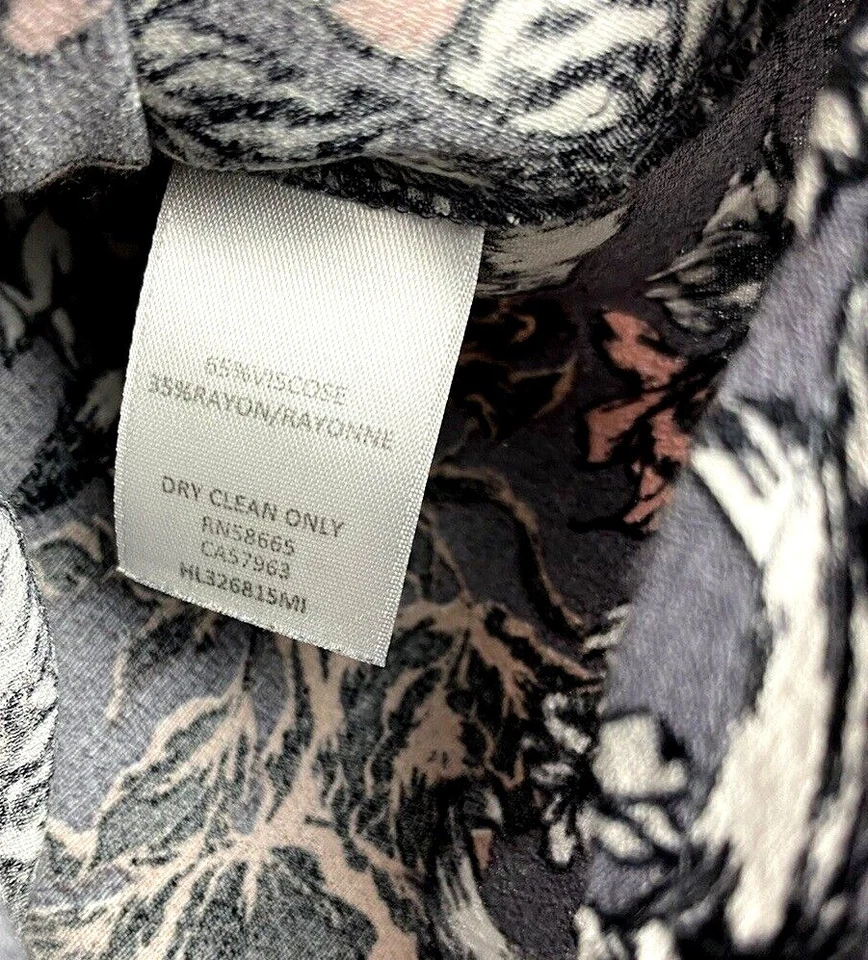 65%VISCOSE
35%RAYON/RAYONNE
DRY CLEAN ONLY
RN58665
CA57963
HL326815MI